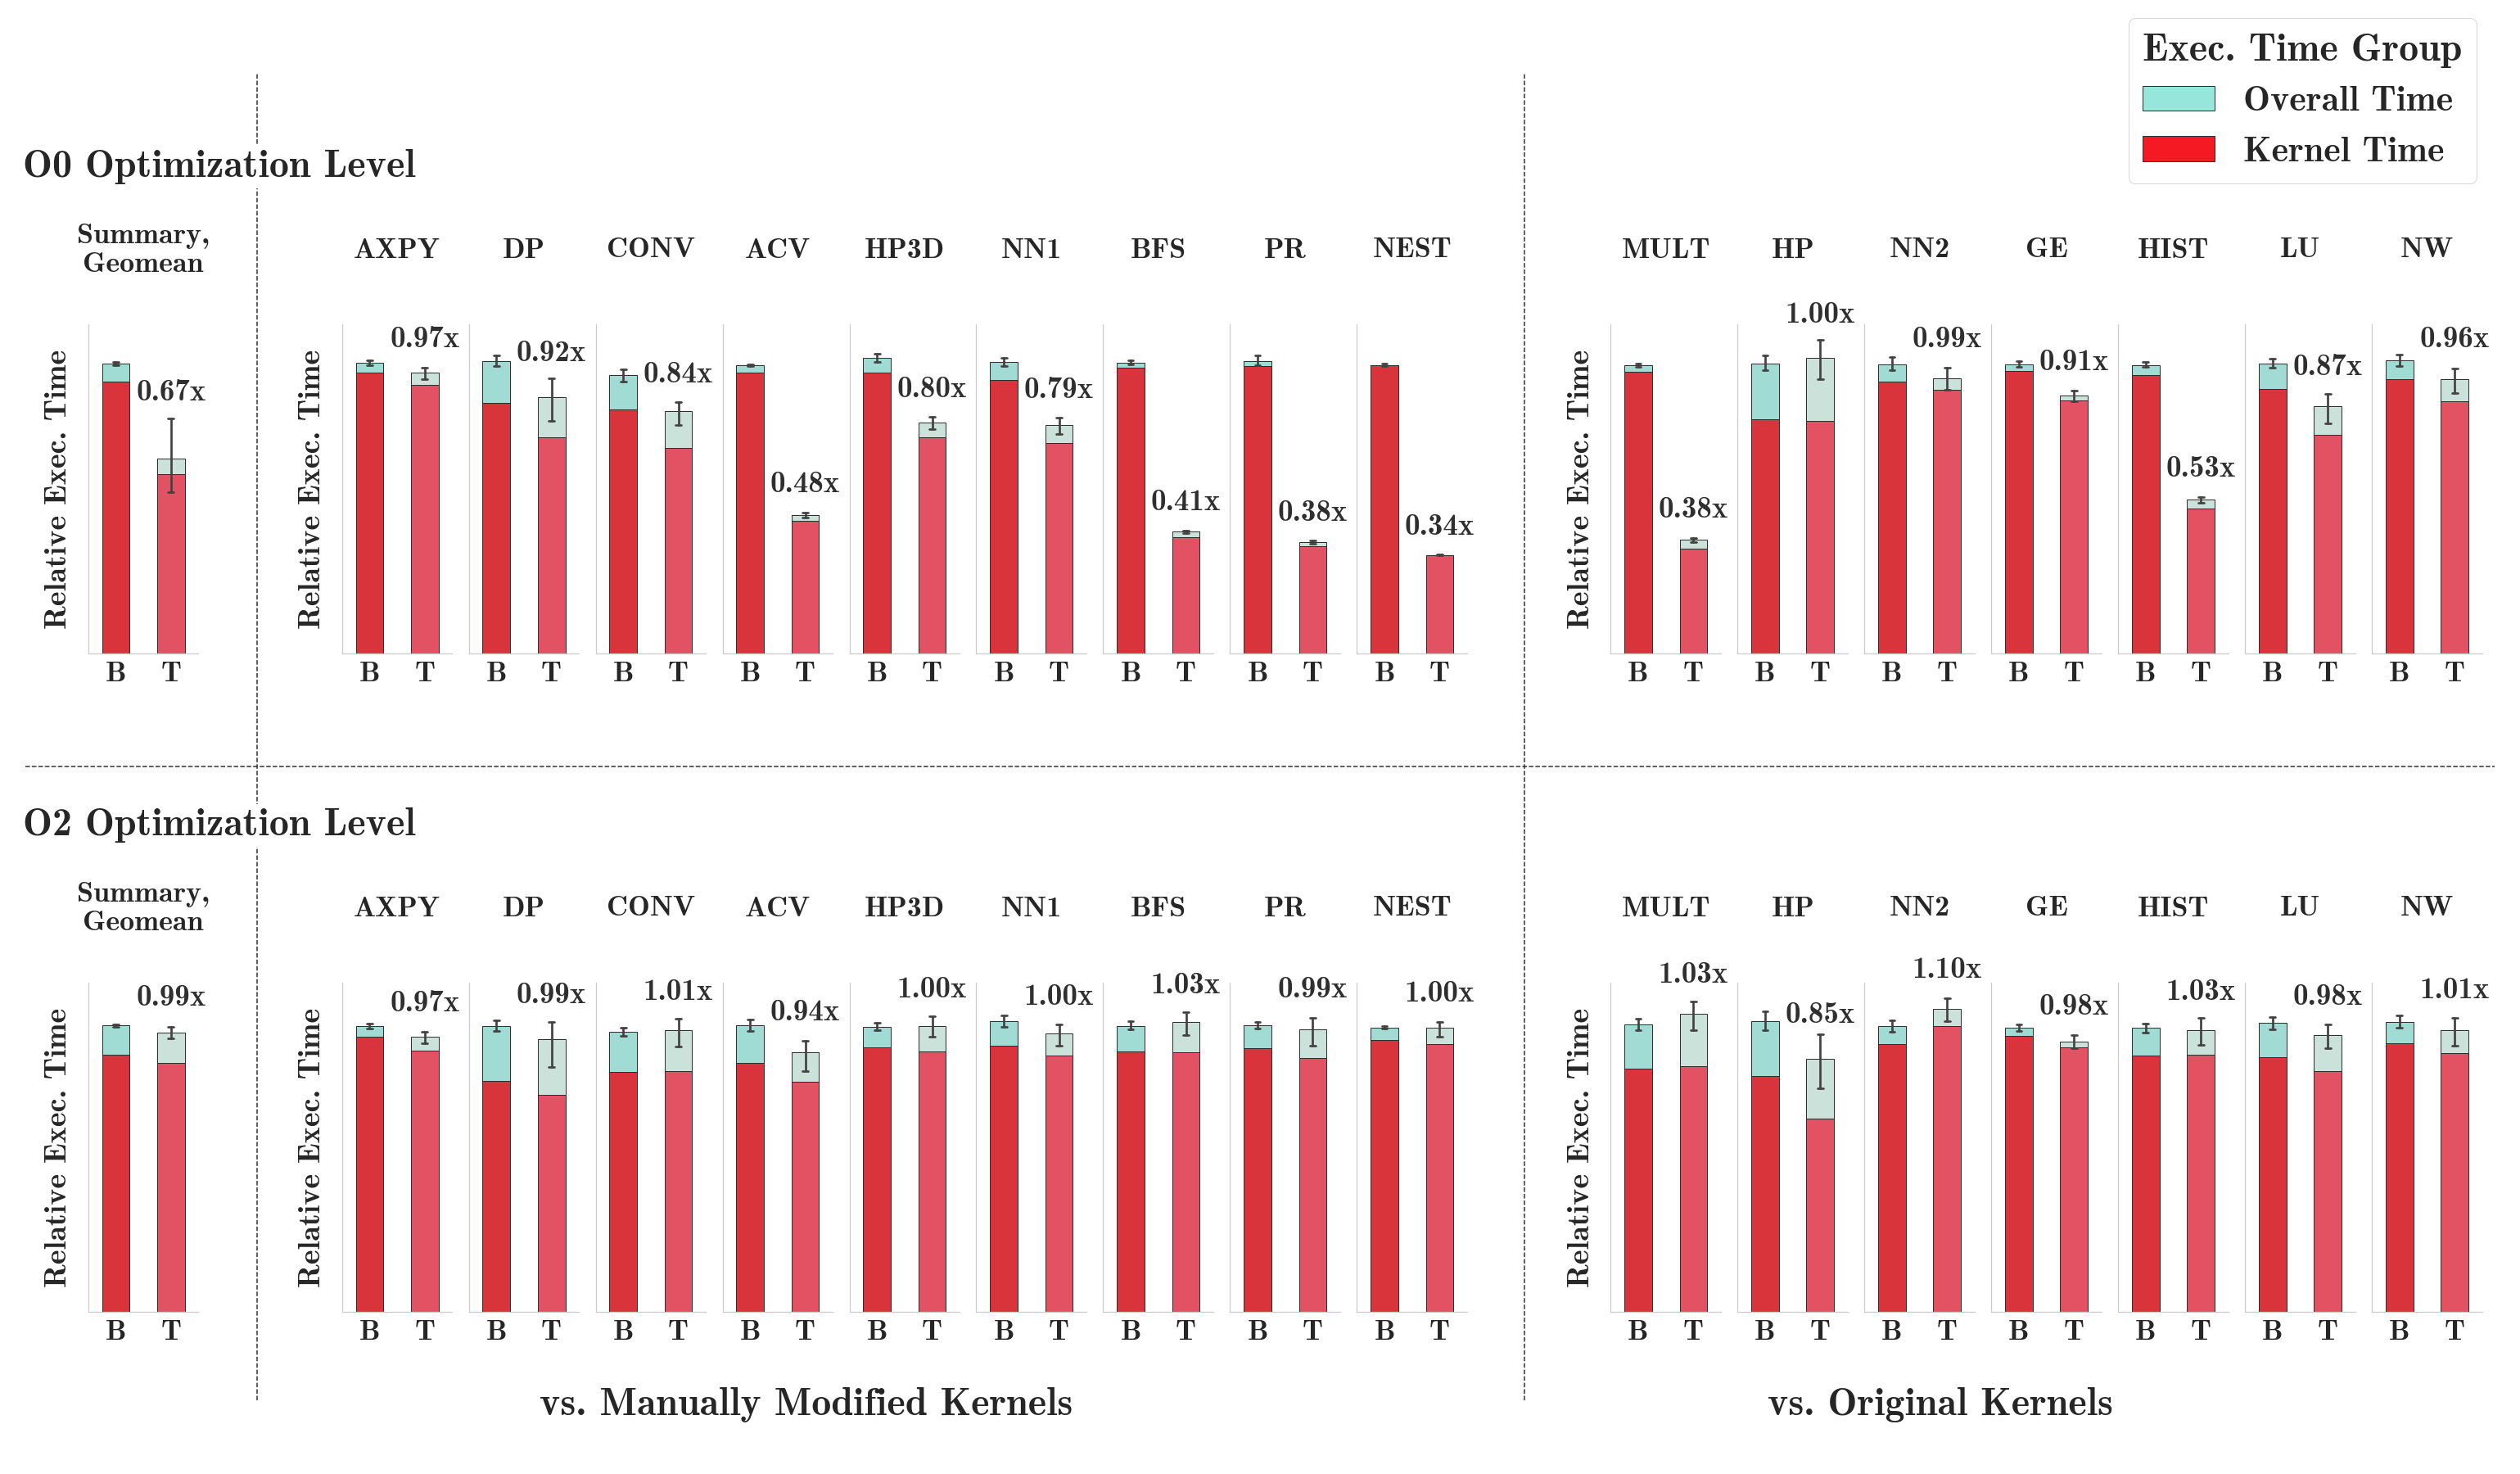 Exec. Time Group
Overall Time
Kernel Time
O0 Optimization Level
Summary,
Geomean
AXPY DP CONV ACV HP3D NN1 BFS PR NEST MULT HP NN2 GE HIST LU NW
Relative Exec. Time
0.67x
B T
Relative Exec. Time
0.97x
B T
0.92x
B T
0.84x
B T
0.48x
B T
0.80x
B T
0.79x
B T
0.41x
B T
0.38x
B T
0.34x
B T
Relative Exec. Time
0.38x
B T
1.00x
B T
0.99x
B T
0.91x
B T
0.53x
B T
0.87x
B T
0.96x
B T
O2 Optimization Level
Summary,
Geomean
AXPY DP CONV ACV HP3D NN1 BFS PR NEST MULT HP NN2 GE HIST LU NW
Relative Exec. Time
0.99x
B T
Relative Exec. Time
0.97x
B T
0.99x
B T
1.01x
B T
0.94x
B T
1.00x
B T
1.00x
B T
1.03x
B T
0.99x
B T
1.00x
B T
Relative Exec. Time
1.03x
B T
0.85x
B T
1.10x
B T
0.98x
B T
1.03x
B T
0.98x
B T
1.01x
B T
vs. Manually Modified Kernels
vs. Original Kernels